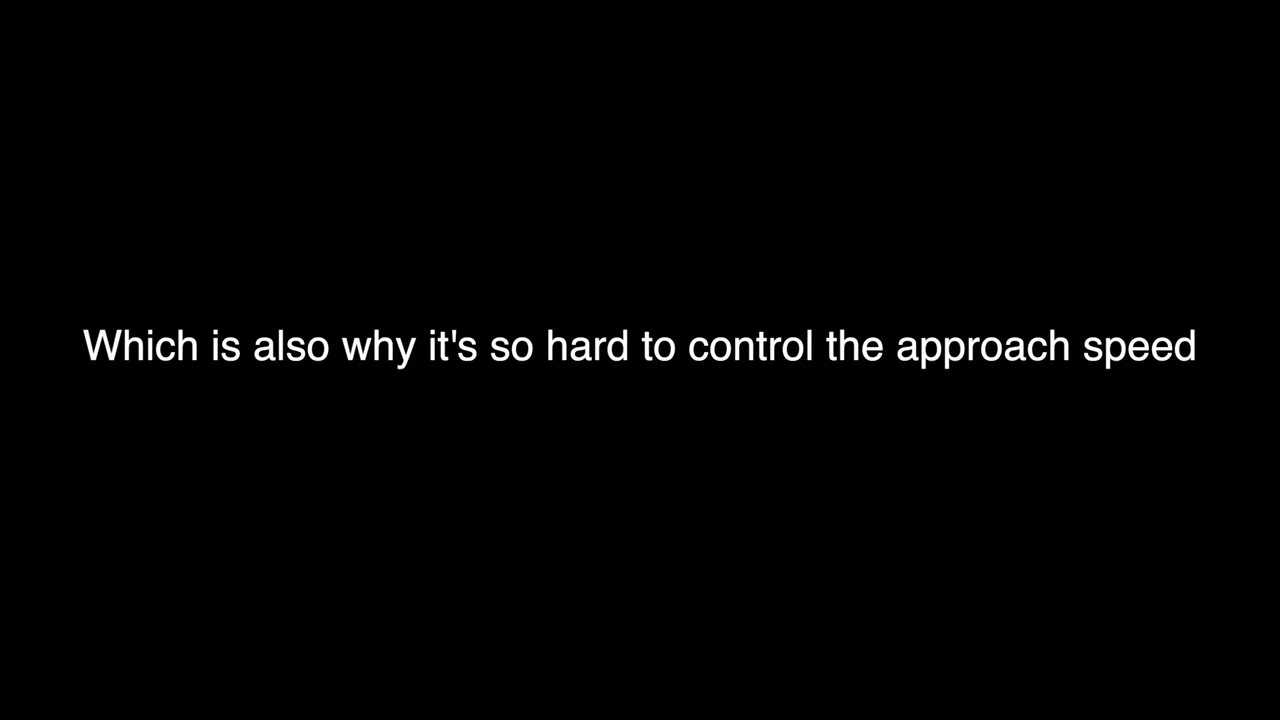 Which is also why it's so hard to control the approach speed